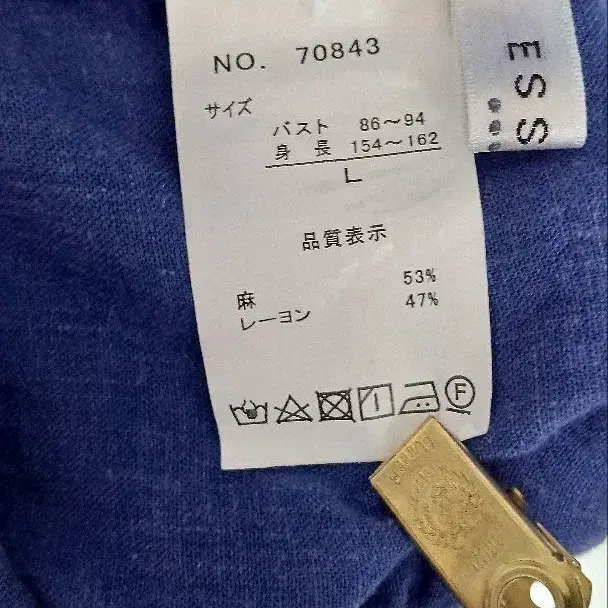 NO. 70843
サイズ
バスト 86～94
身長 154～162
L
品質表示
麻 53%
レーヨン 47%
F
ESS